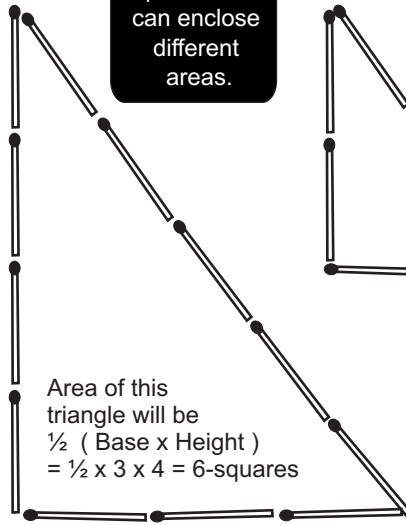 can enclose
different
areas.
Area of this
triangle will be
½ ( Base x Height )
= ½ x 3 x 4 = 6-squares